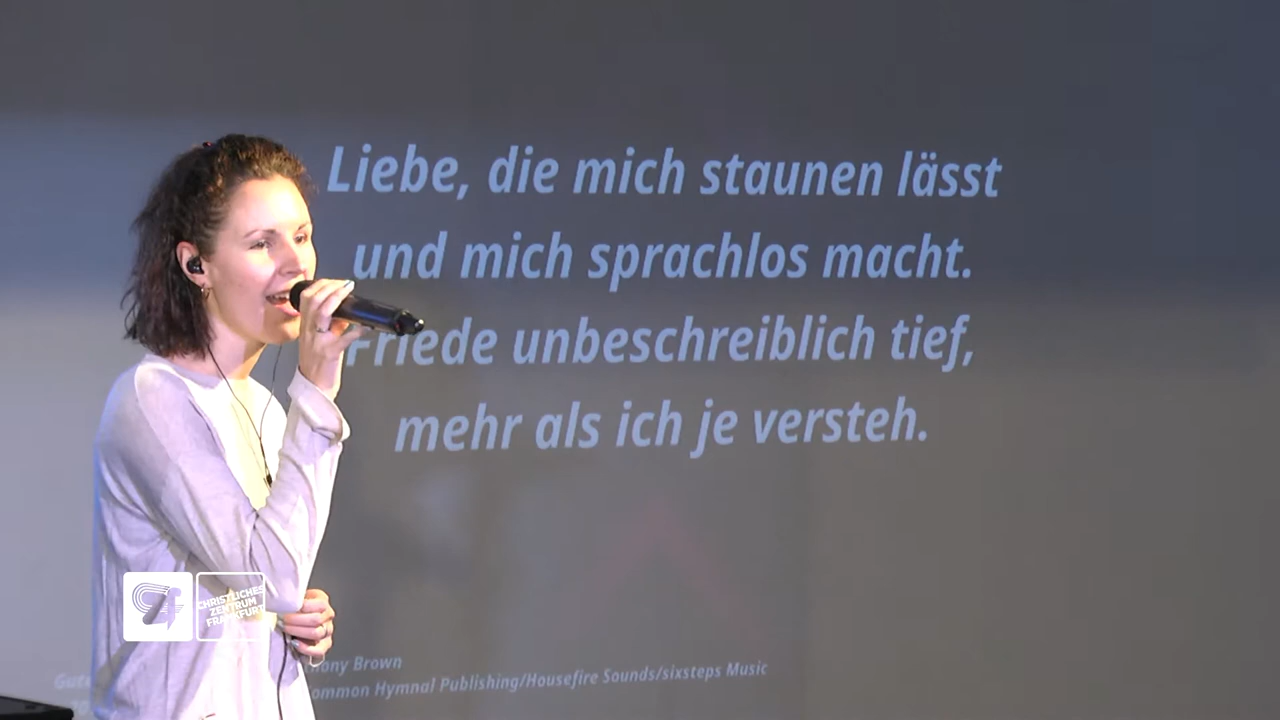 Liebe, die mich staunen lässt
und mich sprachlos macht.
Friede unbeschreiblich tief,
mehr als ich je versteh.
CHRISTLICHES
ZENTRUM
FRANKFURT
Brown
Hymnal Publishing/Housefire Sounds/sixsteps Music